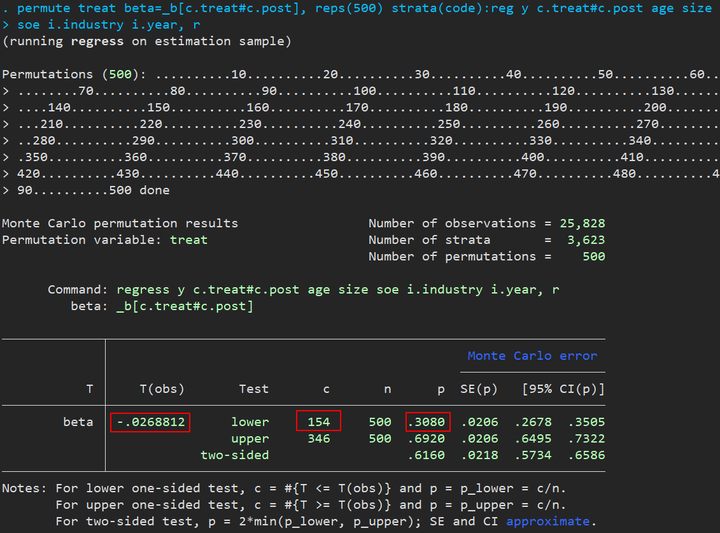 . permute treat beta=_b[c.treat#c.post], reps(500) strata(code):reg y c.treat#c.post age size
> soe i.industry i.year, r
(running regress on estimation sample)
Permutations (500): ..........10..........20..........30..........40..........50..........60..
> ........70..........80..........90..........100..........110..........120..........130......
> ....140..........150..........160..........170..........180..........190..........200.......
> ...210..........220..........230..........240..........250..........260..........270........
> ..280..........290..........300..........310..........320..........330..........340.........
> .350..........360..........370..........380..........390..........400..........410..........
> 420..........430..........440..........450..........460..........470..........480..........4
> 90..........500 done
Monte Carlo permutation results Number of observations = 25,828
Permutation variable: treat Number of strata = 3,623
Number of permutations = 500
Command: regress y c.treat#c.post age size soe i.industry i.year, r
beta: _b[c.treat#c.post]
Monte Carlo error
T T(obs) Test c n p SE(p) [95% CI(p)]
beta -.0268812 lower 154 500 .3080 .0206 .2678 .3505
upper 346 500 .6920 .0206 .6495 .7322
two-sided .6160 .0218 .5734 .6586
Notes: For lower one-sided test, c = #{T <= T(obs)} and p = p_lower = c/n.
For upper one-sided test, c = #{T >= T(obs)} and p = p_upper = c/n.
For two-sided test, p = 2*min(p_lower, p_upper); SE and CI approximate.